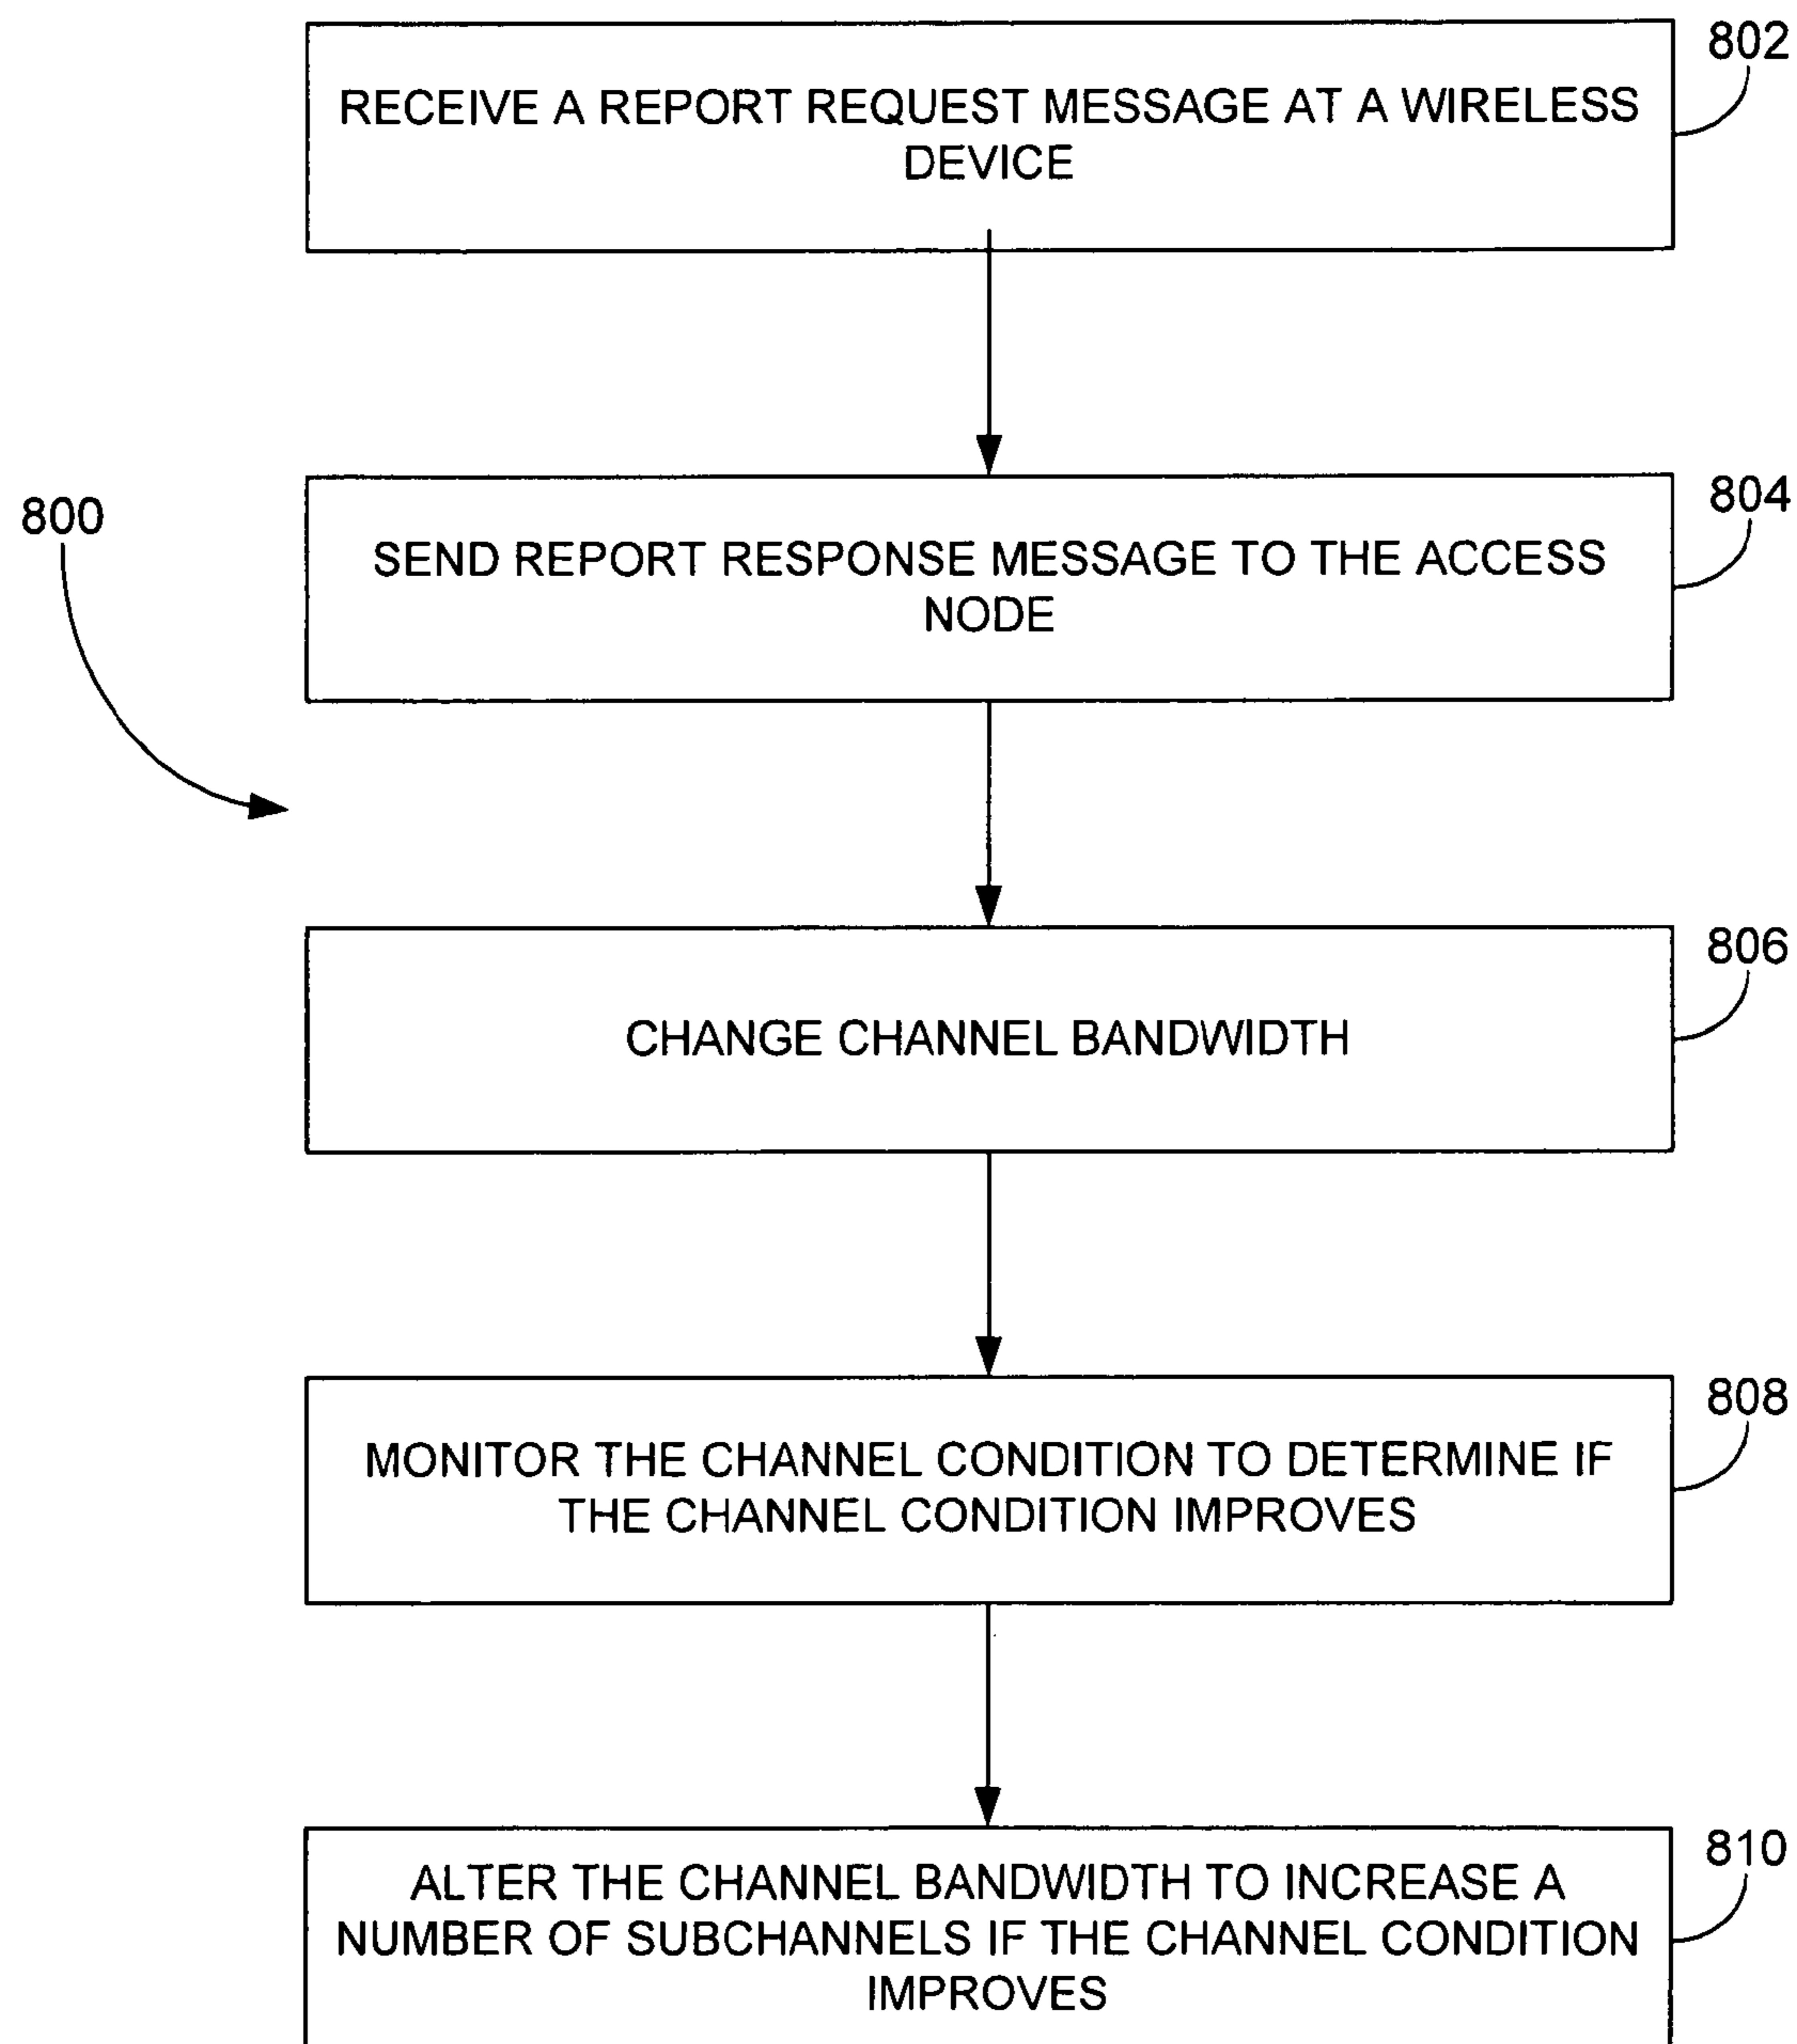 802
RECEIVE A REPORT REQUEST MESSAGE AT A WIRELESS
DEVICE
800
804
SEND REPORT RESPONSE MESSAGE TO THE ACCESS
NODE
806
CHANGE CHANNEL BANDWIDTH
808
MONITOR THE CHANNEL CONDITION TO DETERMINE IF
THE CHANNEL CONDITION IMPROVES
810
ALTER THE CHANNEL BANDWIDTH TO INCREASE A
NUMBER OF SUBCHANNELS IF THE CHANNEL CONDITION
IMPROVES